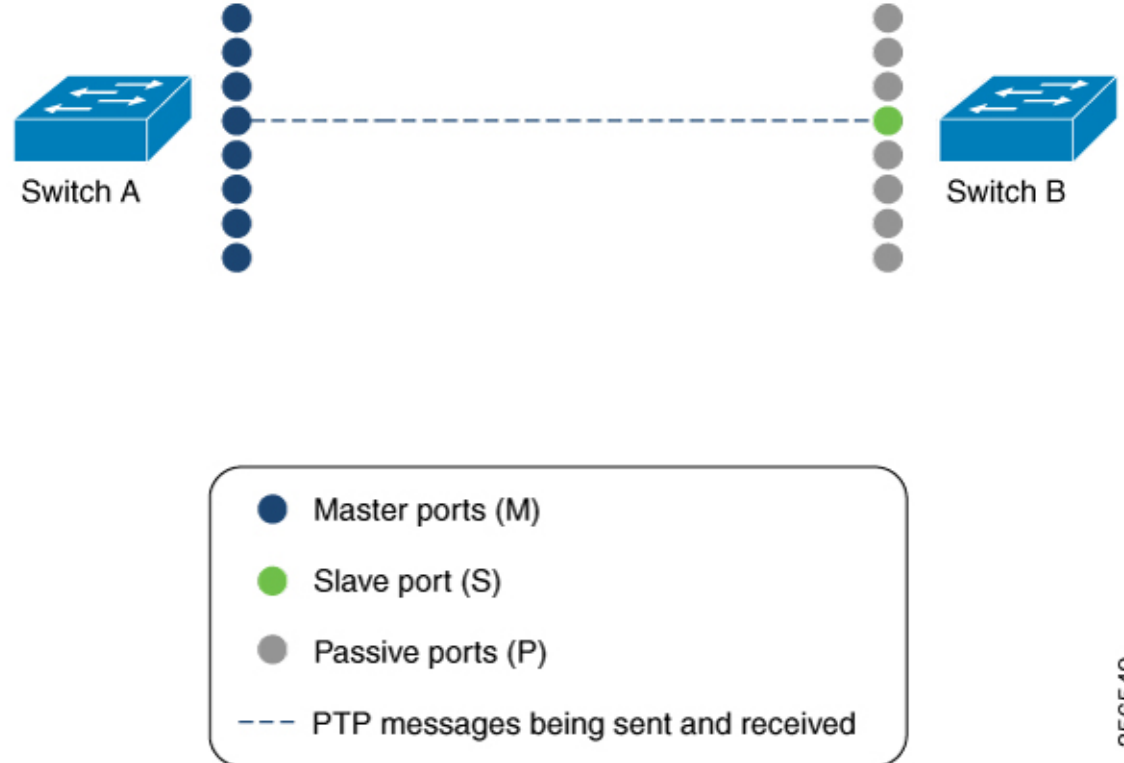 Switch A
Switch B
Master ports (M)
Slave port (S)
Passive ports (P)
PTP messages being sent and received